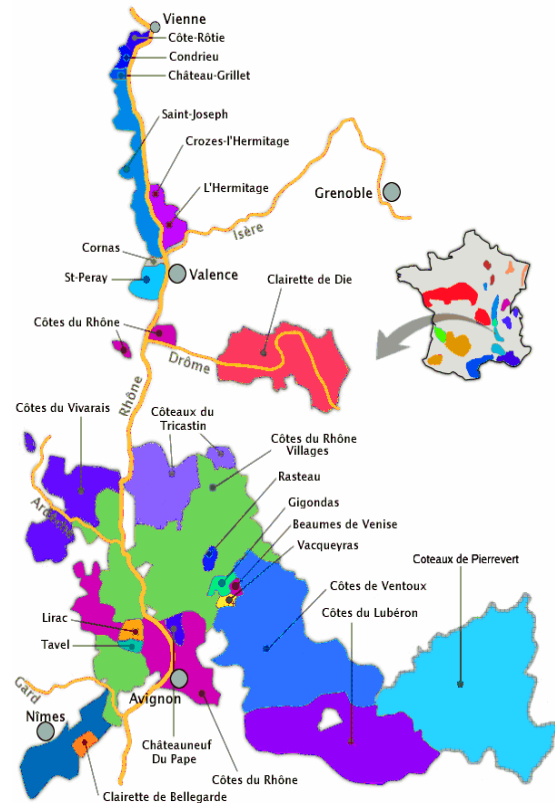 Vienne
Côte-Rôtie
Condrieu
Château-Grillet
Saint-Joseph
Crozes-l'Hermitage
L'Hermitage
Grenoble
Isère
Cornas
St-Peray
Valence
Clairette de Die
Côtes du Rhône
Drôme
Rhône
Côtes du Vivarais
Côteaux du
Tricastin
Côtes du Rhône
Villages
Rasteau
Gigondas
Beaumes de Venise
Vacqueyras
Coteaux de Pierrevert
Côtes de Ventoux
Côtes du Lubéron
Lirac
Tavel
Gard
Avignon
Nîmes
Châteauneuf
Du Pape
Côtes du Rhône
Clairette de Bellegarde